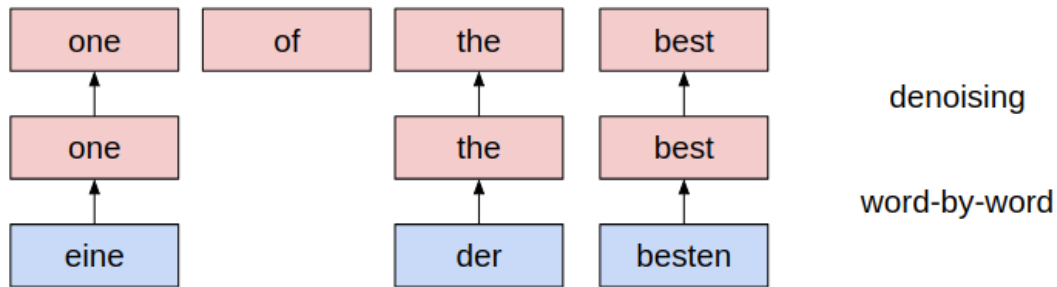 one of the best
denoising
one the best
word-by-word
eine der besten